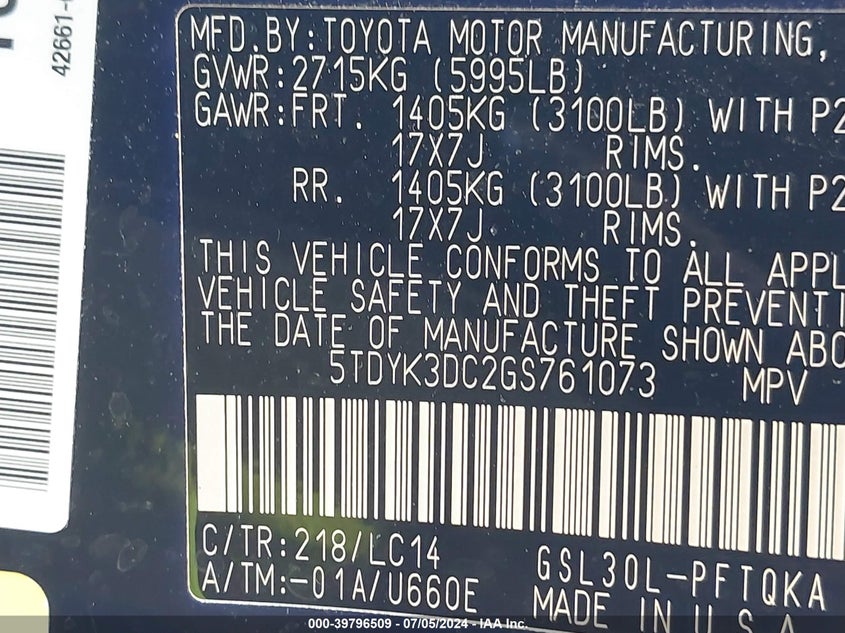 42661-
MFD.BY:TOYOTA MOTOR MANUFACTURING,
GVWR:2715KG (5995LB)
GAWR:FRT. 1405KG (3100LB) WITH P2
17X7J RIMS.
RR. 1405KG (3100LB) WITH P2
17X7J RIMS.
THIS VEHICLE CONFORMS TO ALL APPL
VEHICLE SAFETY AND THEFT PREVENTI
THE DATE OF MANUFACTURE SHOWN ABO
5TDYK3DC2GS761073 MPV
C/TR:218/LC14 GSL30L-PFTQKA
A/TM:-01A/U660E MADE IN U.S.A.
000-39796509 - 07/05/2024 - IAA Inc.